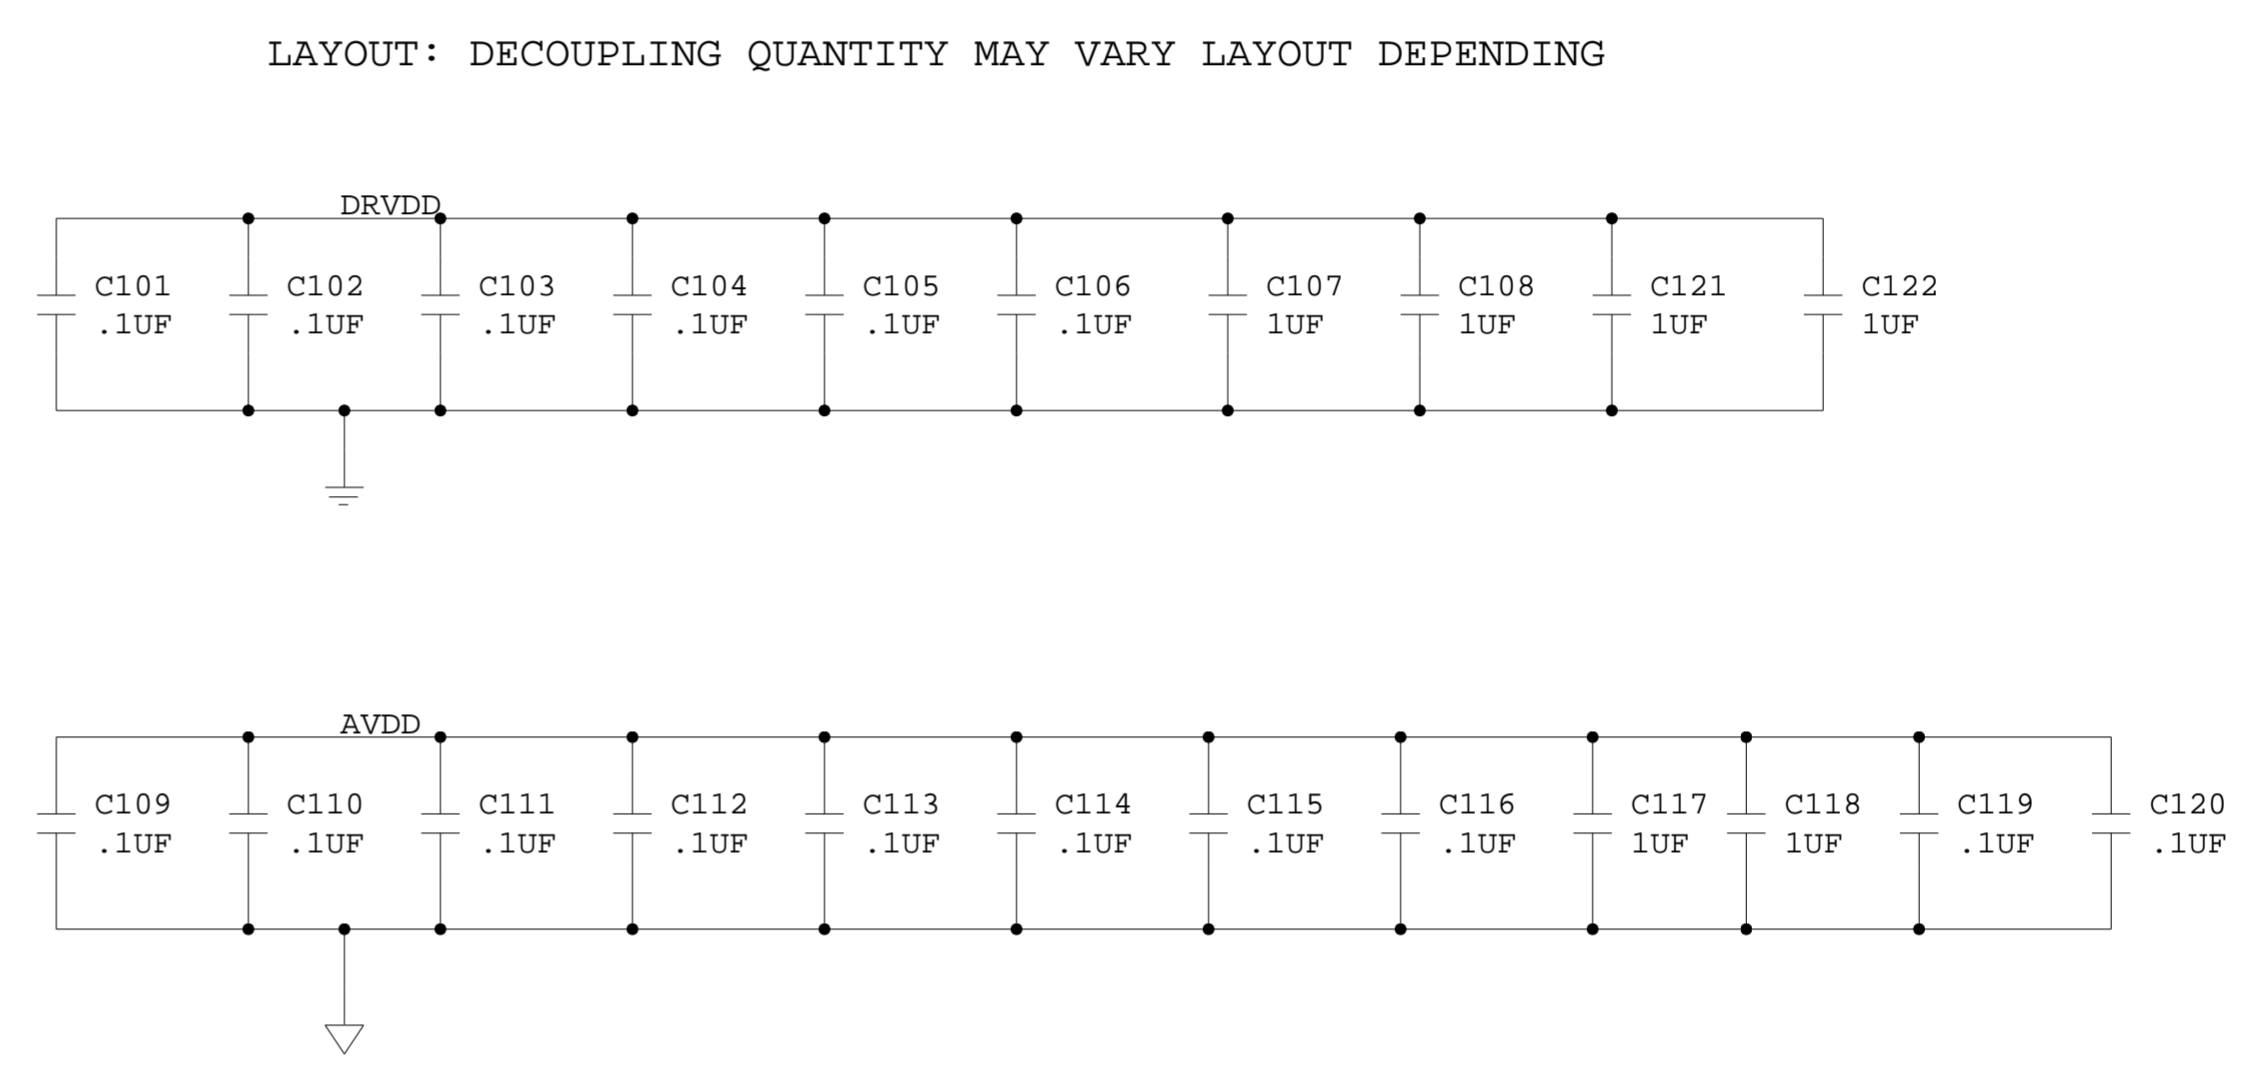 LAYOUT: DECOUPLING QUANTITY MAY VARY LAYOUT DEPENDING
DRVDD
C101 C102 C103 C104 C105 C106 C107 C108 C121 C122
.1UF .1UF .1UF .1UF .1UF .1UF 1UF 1UF 1UF 1UF
AVDD
C109 C110 C111 C112 C113 C114 C115 C116 C117 C118 C119 C120
.1UF .1UF .1UF .1UF .1UF .1UF .1UF .1UF 1UF 1UF .1UF .1UF